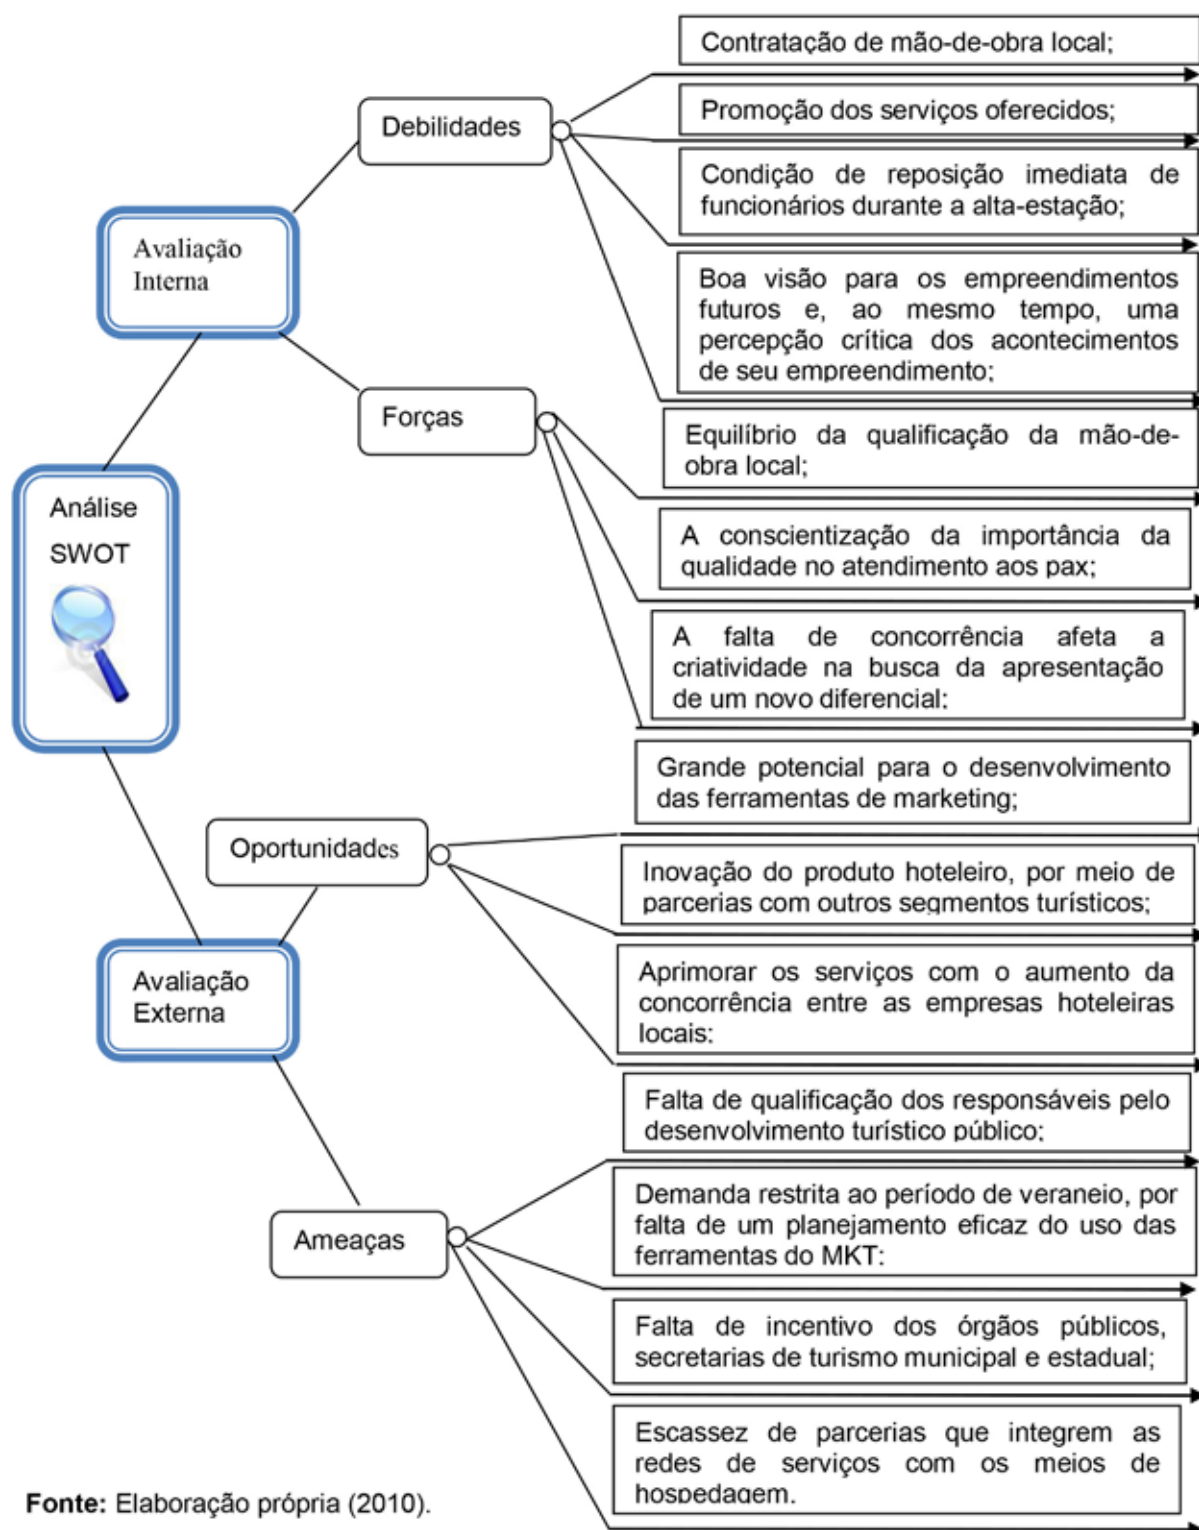 Contratação de mão-de-obra local;
Debilidades
Promoção dos serviços oferecidos;
Condição de reposição imediata de
funcionários durante a alta-estação;
Avaliação
Interna
Boa visão para os empreendimentos
futuros e, ao mesmo tempo, uma
percepção crítica dos acontecimentos
de seu empreendimento;
Forças
Equilíbrio da qualificação da mão-de-
obra local;
Análise
SWOT
A conscientização da importância da
qualidade no atendimento aos pax;
A falta de concorrência afeta a
criatividade na busca da apresentação
de um novo diferencial;
Grande potencial para o desenvolvimento
das ferramentas de marketing;
Oportunidades
Inovação do produto hoteleiro, por meio de
parcerias com outros segmentos turísticos;
Avaliação
Externa
Aprimorar os serviços com o aumento da
concorrência entre as empresas hoteleiras
locais;
Falta de qualificação dos responsáveis pelo
desenvolvimento turístico público;
Ameaças
Demanda restrita ao período de veraneio, por
falta de um planejamento eficaz do uso das
ferramentas do MKT:
Falta de incentivo dos órgãos públicos,
secretarias de turismo municipal e estadual;
Escassez de parcerias que integrem as
redes de serviços com os meios de
hospedagem.
Fonte: Elaboração própria (2010).